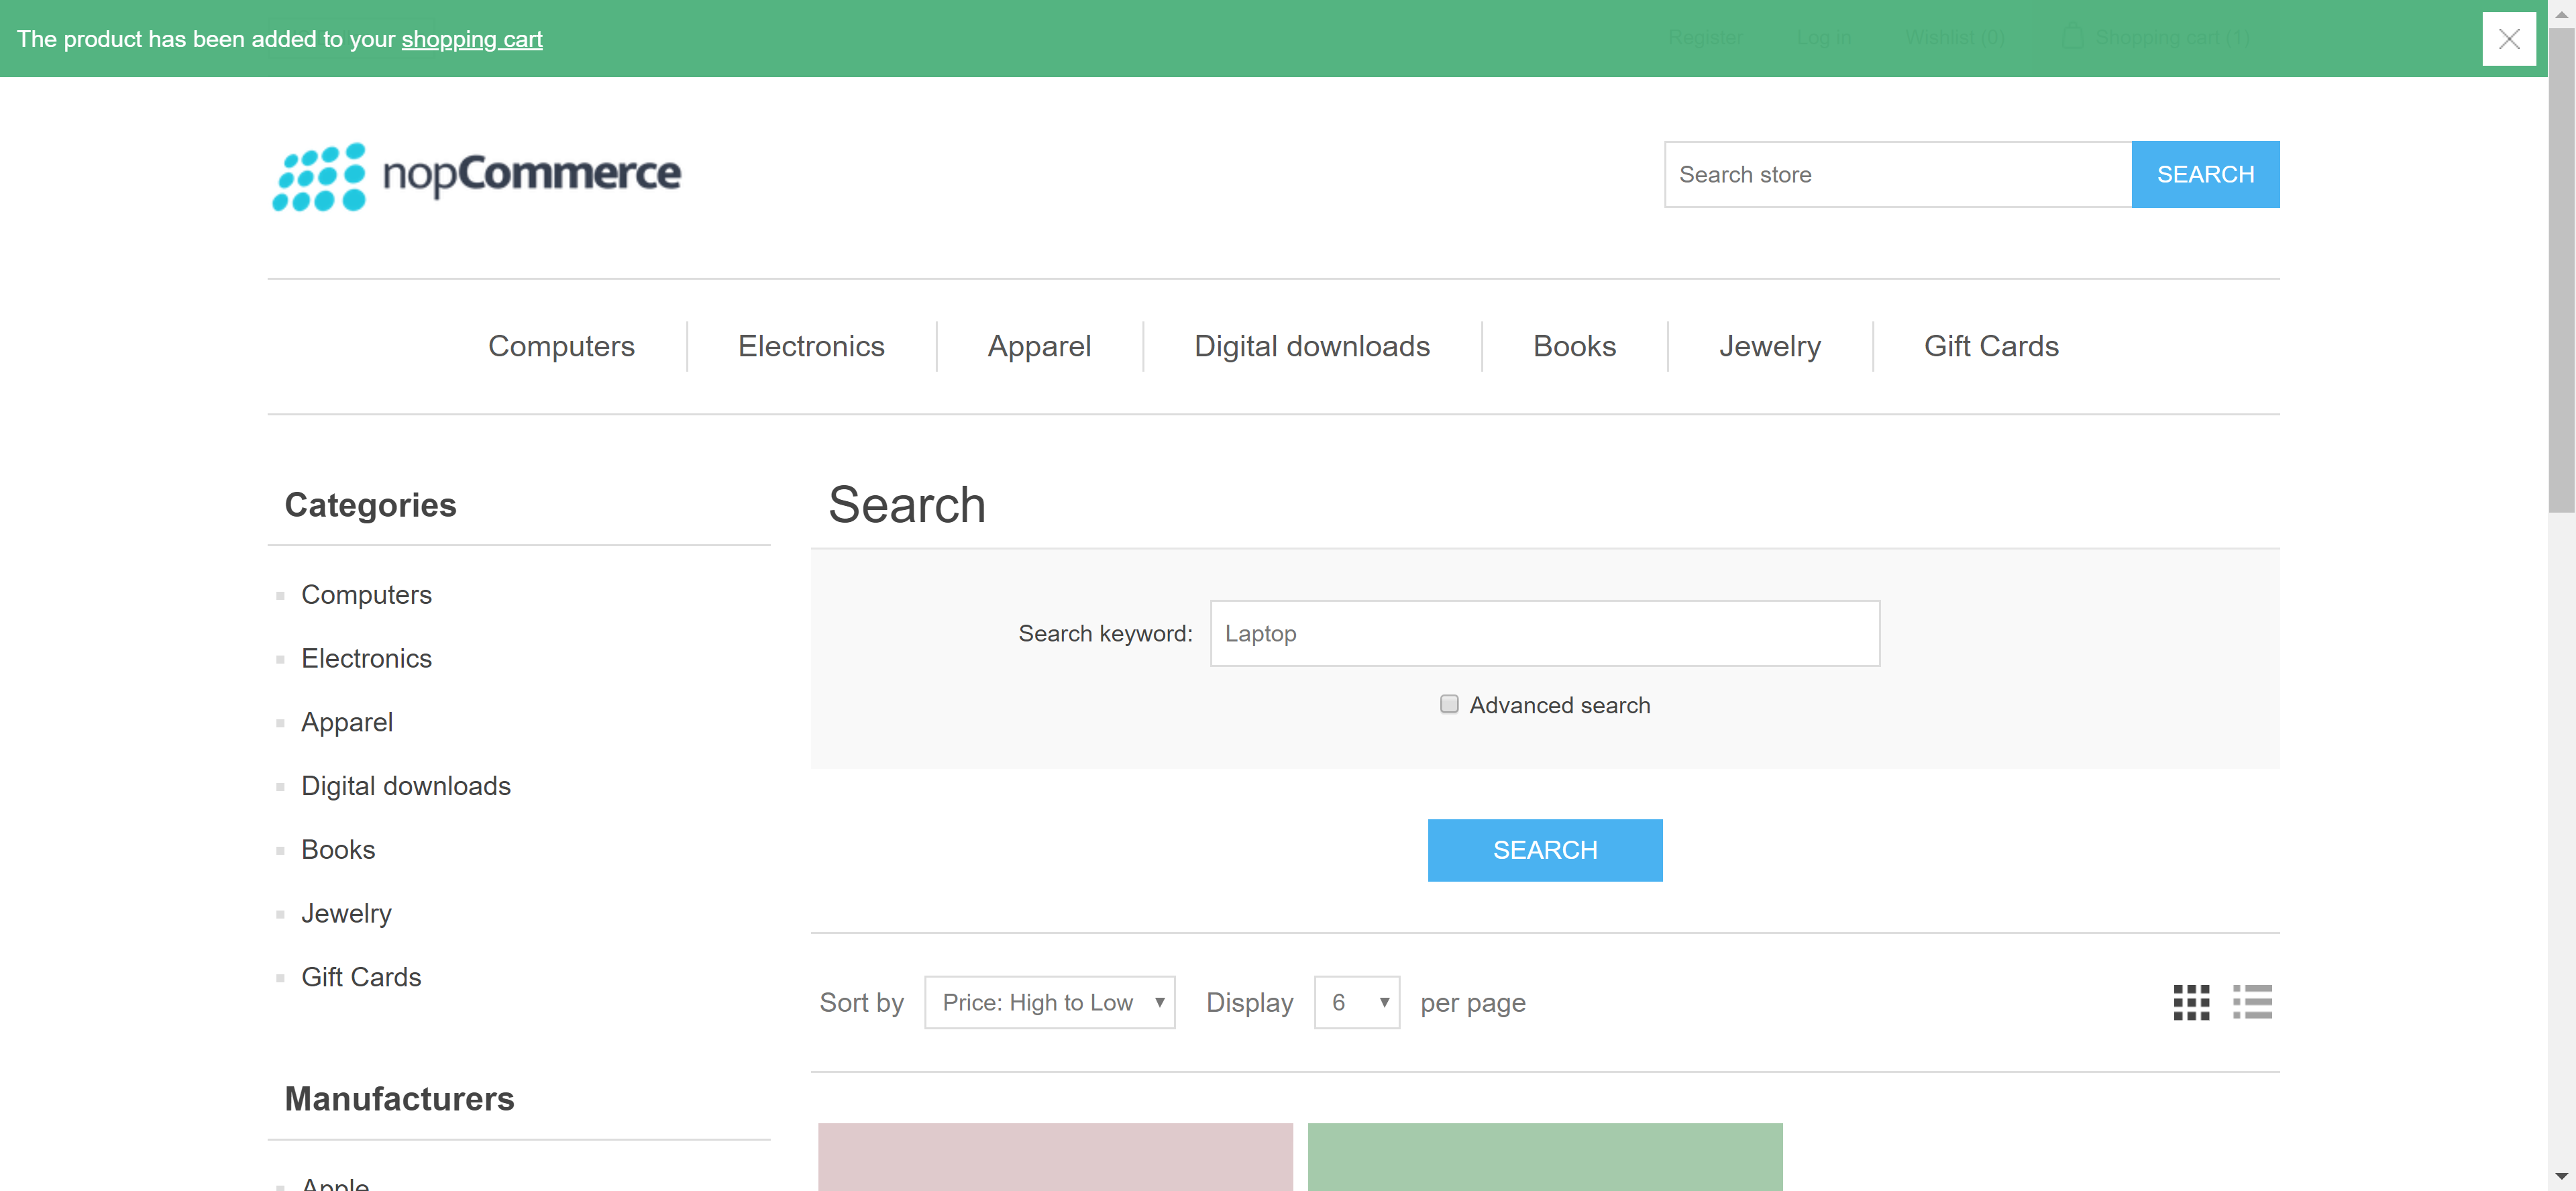 The product has been added to your shopping cart
Register Log in Wishlist (0) Shopping cart (1)
nopCommerce
Search store SEARCH
Computers Electronics Apparel Digital downloads Books Jewelry Gift Cards
Categories
Computers
Electronics
Apparel
Digital downloads
Books
Jewelry
Gift Cards
Manufacturers
Apple
Search
Search keyword: Laptop
Advanced search
SEARCH
Sort by Price: High to Low Display 6 per page